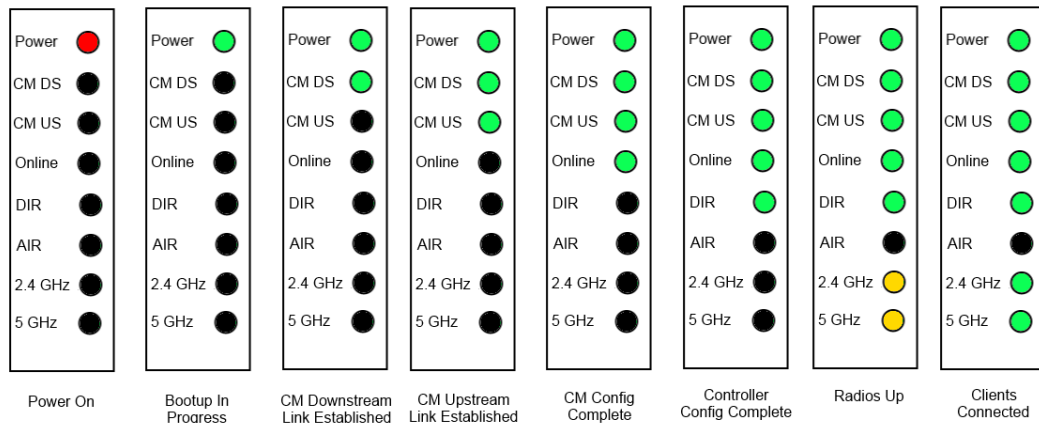 Power
CM DS
CM US
Online
DIR
AIR
2.4 GHz
5 GHz
Power On
Power
CM DS
CM US
Online
DIR
AIR
2.4 GHz
5 GHz
Bootup In
Progress
Power
CM DS
CM US
Online
DIR
AIR
2.4 GHz
5 GHz
CM Downstream
Link Established
Power
CM DS
CM US
Online
DIR
AIR
2.4 GHz
5 GHz
CM Upstream
Link Established
Power
CM DS
CM US
Online
DIR
AIR
2.4 GHz
5 GHz
CM Config
Complete
Power
CM DS
CM US
Online
DIR
AIR
2.4 GHz
5 GHz
Controller
Config Complete
Power
CM DS
CM US
Online
DIR
AIR
2.4 GHz
5 GHz
Radios Up
Power
CM DS
CM US
Online
DIR
AIR
2.4 GHz
5 GHz
Clients
Connected